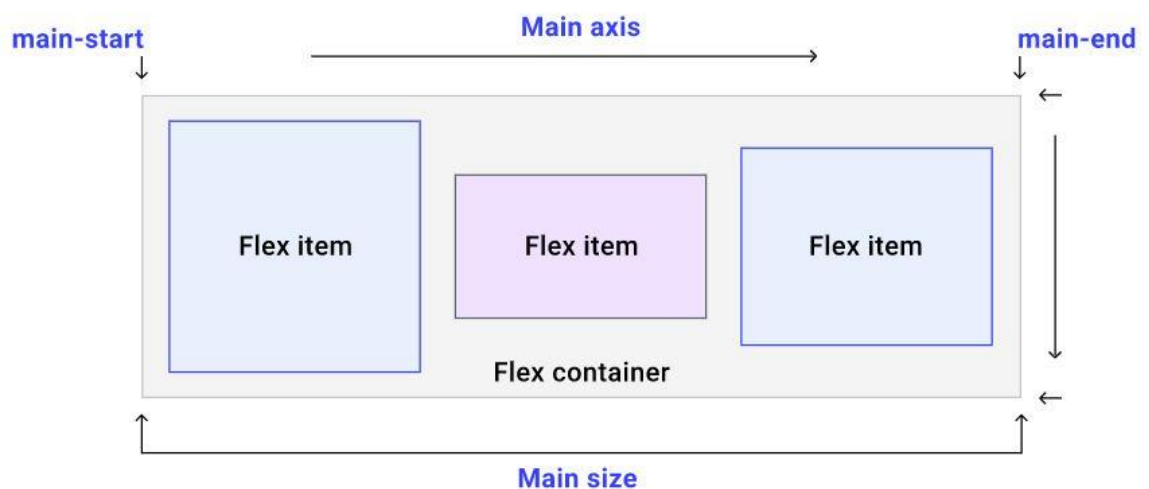 Main axis
main-start
main-end
Flex item
Flex item
Flex item
Flex container
Main size